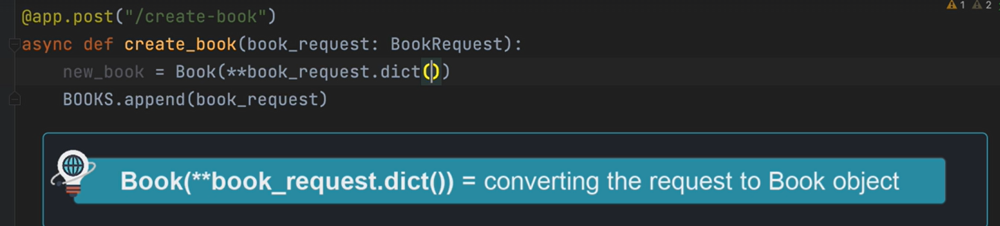 @app.post("/create-book")
async def create_book(book_request: BookRequest):
    new_book = Book(**book_request.dict())
    BOOKS.append(book_request)
Book(**book_request.dict()) = converting the request to Book object
1 2